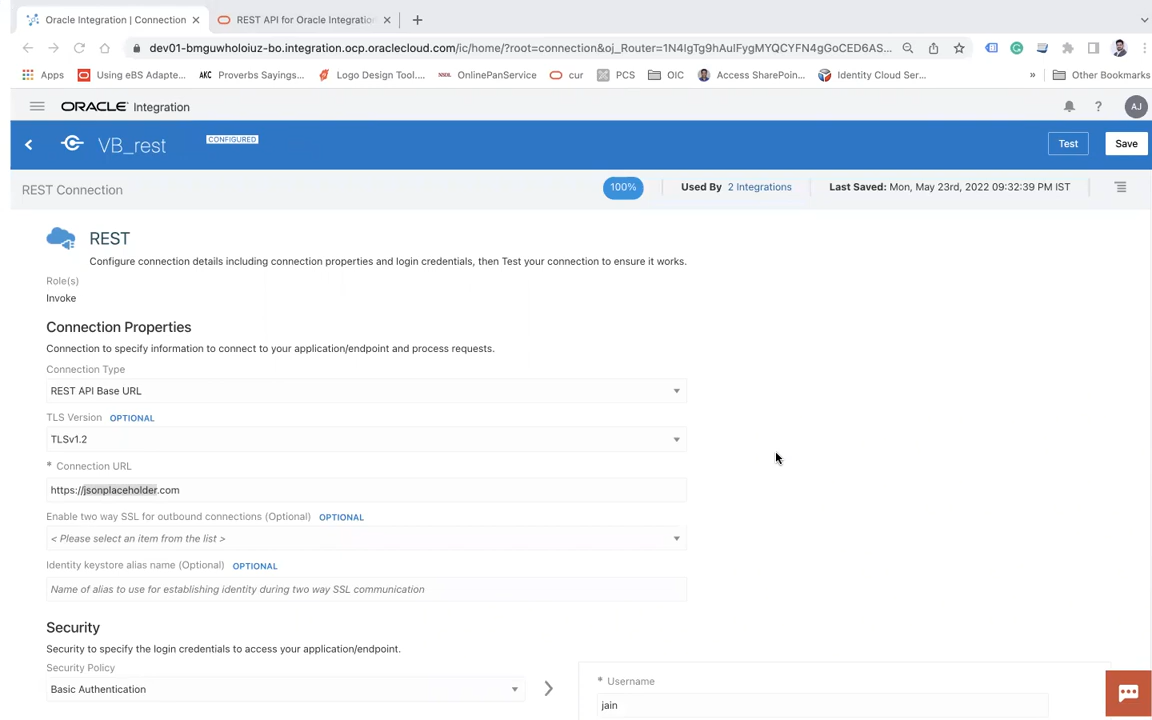 Oracle Integration | Connection
REST API for Oracle Integration
dev01-bmguwholoiuz-bo.integration.ocp.oraclecloud.com/ic/home/?root=connection&oj_Router=1N4IgTg9hAuIFygMYQCYFN4gGoCED6AS...
Apps
Using eBS Adapte...
AKC Proverbs Sayings...
Logo Design Tool....
NSDL OnlinePanService
cur
PCS
OIC
Access SharePoin...
Identity Cloud Ser...
»
Other Bookmarks
ORACLE Integration
?
AJ
VB_rest
CONFIGURED
Test
Save
REST Connection
100%
Used By 2 Integrations
Last Saved: Mon, May 23rd, 2022 09:32:39 PM IST
REST
Configure connection details including connection properties and login credentials, then Test your connection to ensure it works.
Role(s)
Invoke
Connection Properties
Connection to specify information to connect to your application/endpoint and process requests.
Connection Type
REST API Base URL
TLS Version OPTIONAL
TLSv1.2
* Connection URL
https://jsonplaceholder.com
Enable two way SSL for outbound connections (Optional) OPTIONAL
< Please select an item from the list >
Identity keystore alias name (Optional) OPTIONAL
Name of alias to use for establishing identity during two way SSL communication
Security
Security to specify the login credentials to access your application/endpoint.
Security Policy
Basic Authentication
* Username
jain